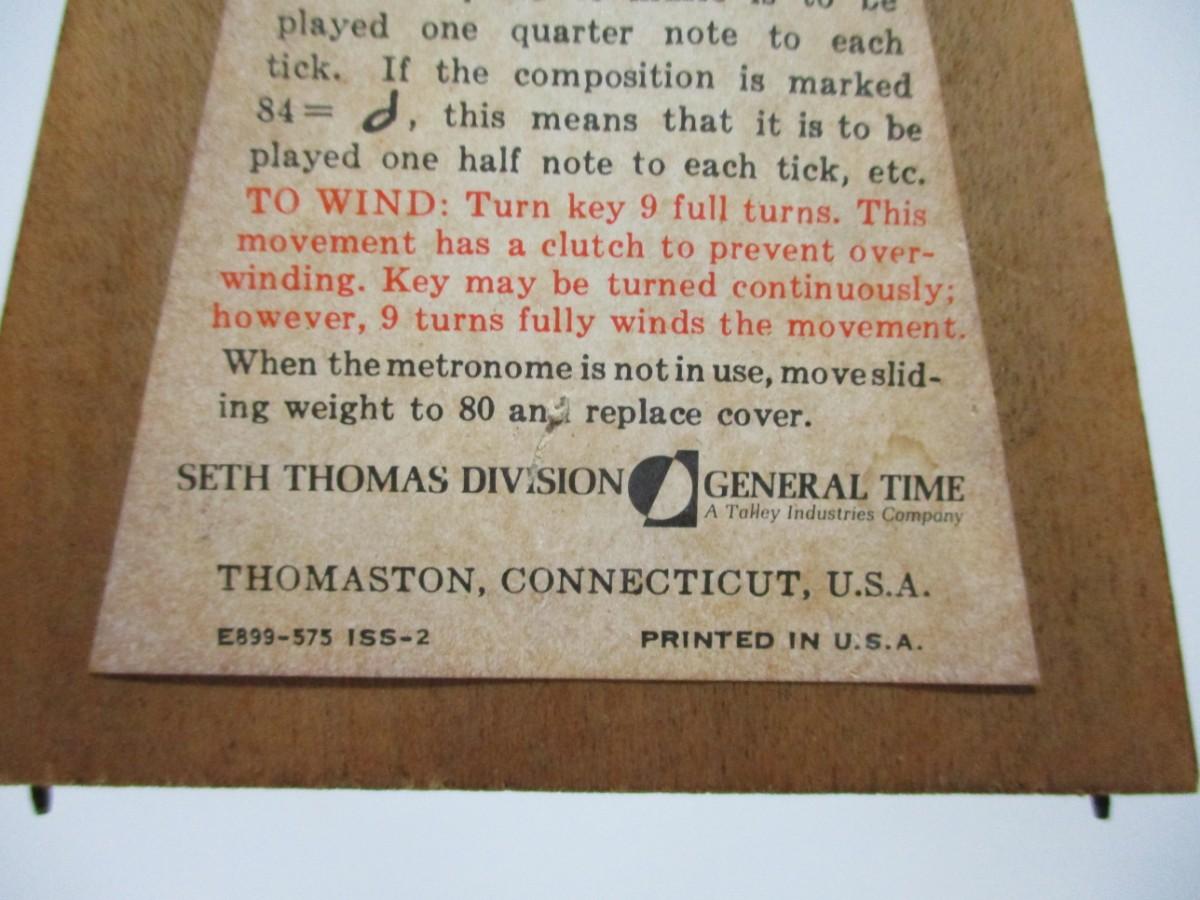 is to be
played one quarter note to each
tick. If the composition is marked
84 = 𝅗𝅥, this means that it is to be
played one half note to each tick, etc.
TO WIND: Turn key 9 full turns. This
movement has a clutch to prevent over-
winding. Key may be turned continuously;
however, 9 turns fully winds the movement.
When the metronome is not in use, move slid-
ing weight to 80 and replace cover.
SETH THOMAS DIVISION GENERAL TIME
A Talley Industries Company
THOMASTON, CONNECTICUT, U.S.A.
E899-575 ISS-2 PRINTED IN U.S.A.